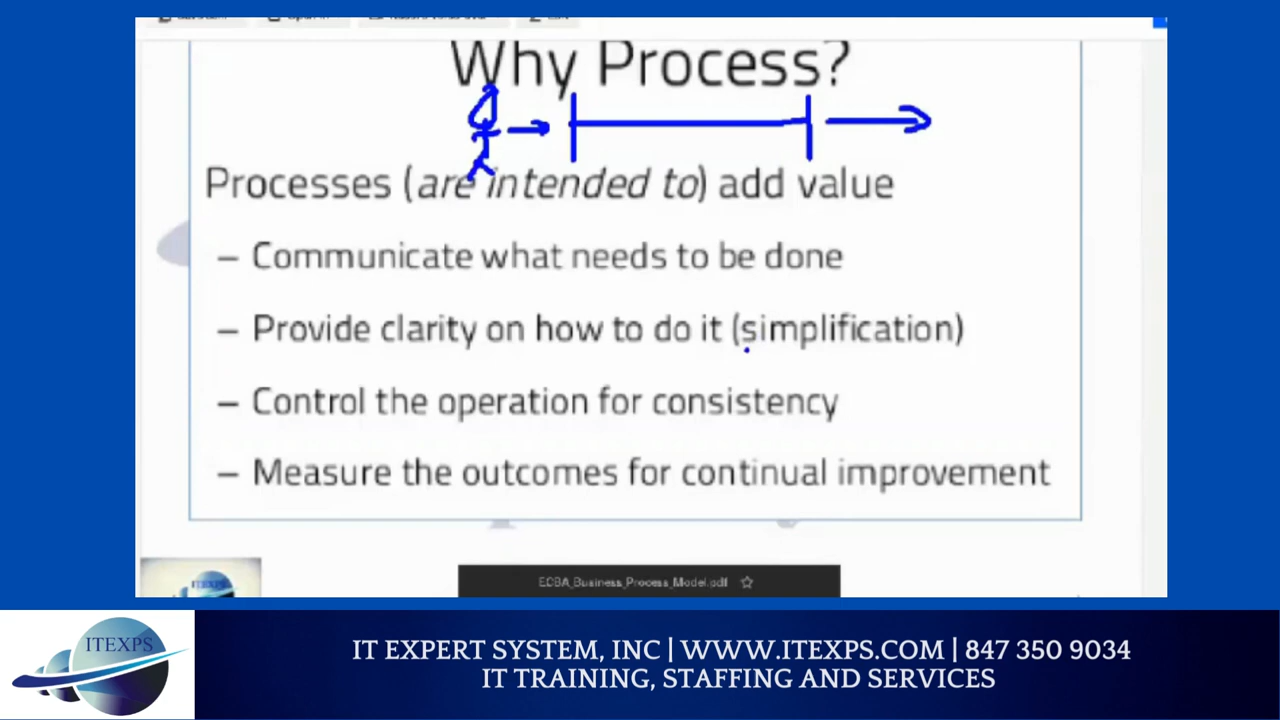 Why Process?
Processes (are intended to) add value
– Communicate what needs to be done
– Provide clarity on how to do it (simplification)
– Control the operation for consistency
– Measure the outcomes for continual improvement
ITEXPS
ECBA_Business_Process_Model.pdf
ITEXPS
IT EXPERT SYSTEM, INC | WWW.ITEXPS.COM | 847 350 9034
IT TRAINING, STAFFING AND SERVICES